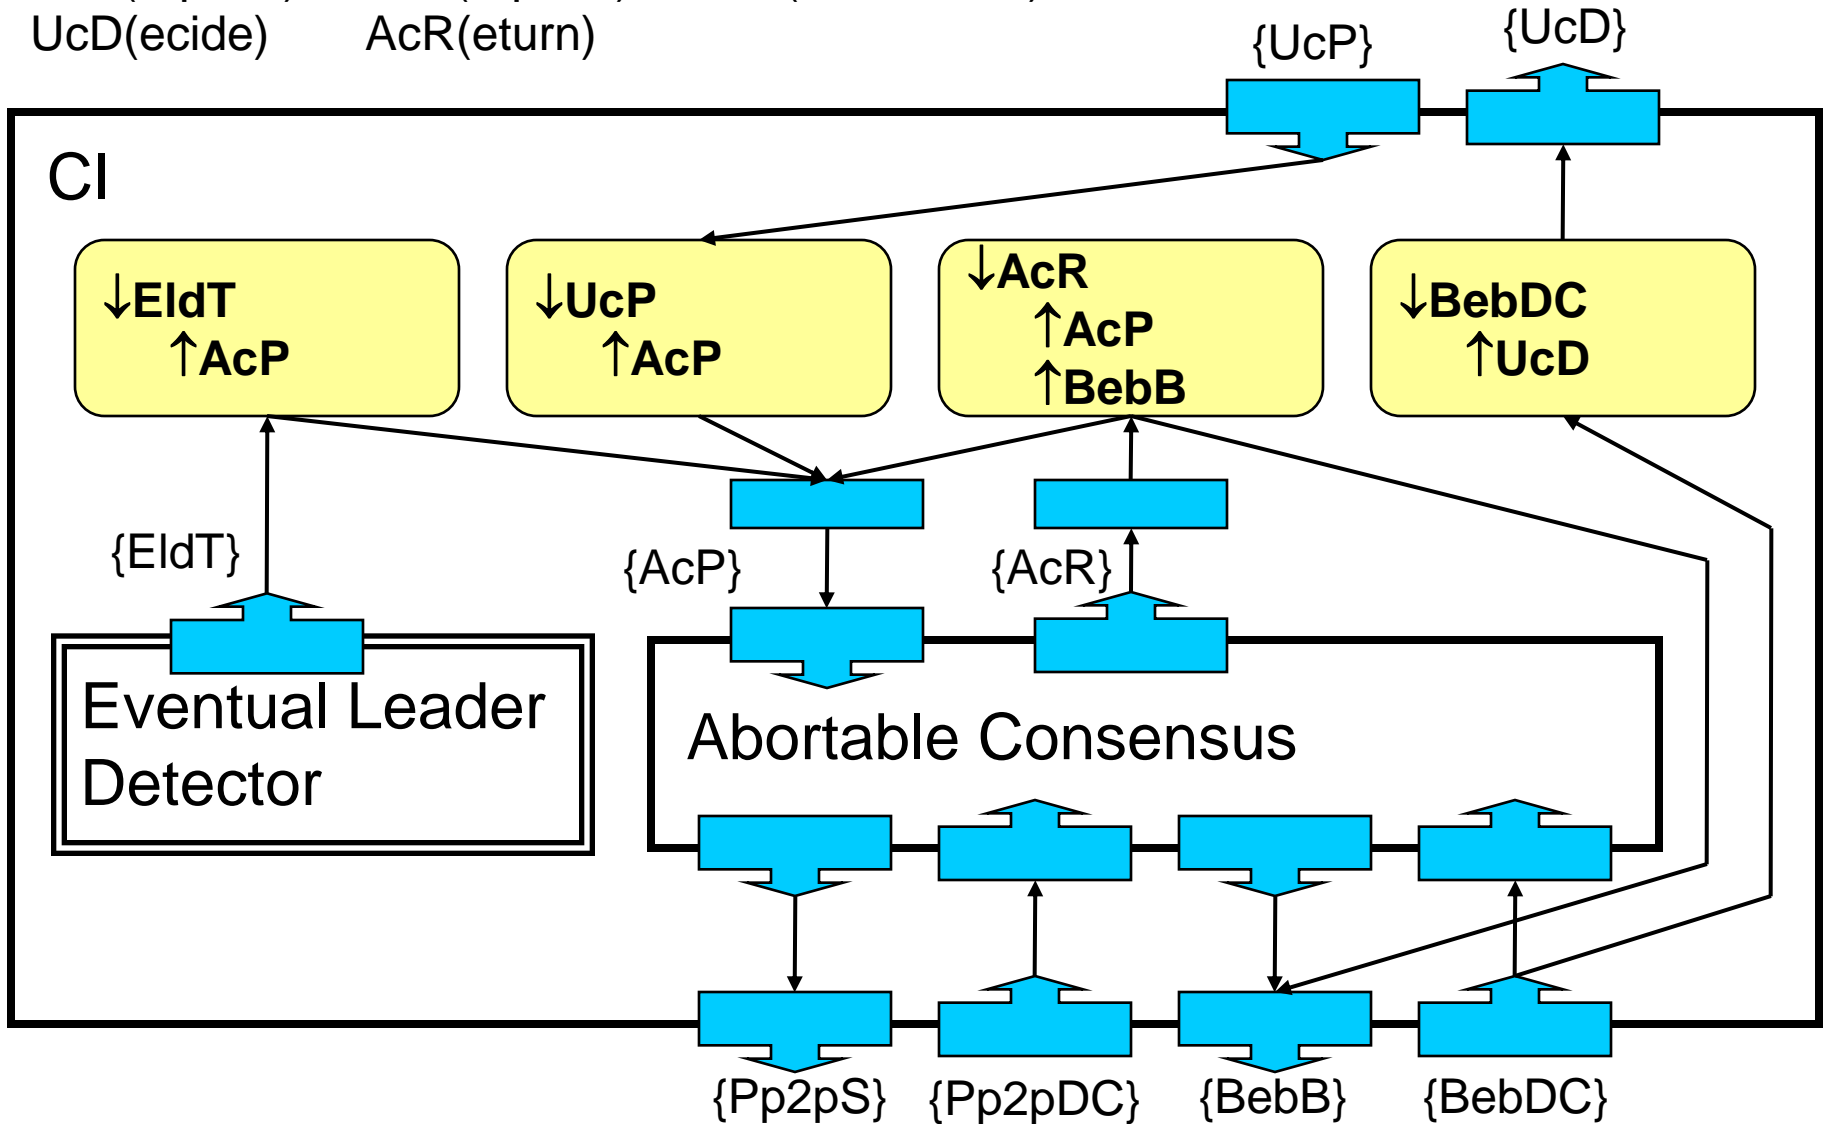 UcD(ecide) AcR(eturn)
{UcP} {UcD}
CI
↓EldT
↑AcP
↓UcP
↑AcP
↓AcR
↑AcP
↑BebB
↓BebDC
↑UcD
{EldT}
{AcP}
{AcR}
Eventual Leader
Detector
Abortable Consensus
{Pp2pS} {Pp2pDC} {BebB} {BebDC}